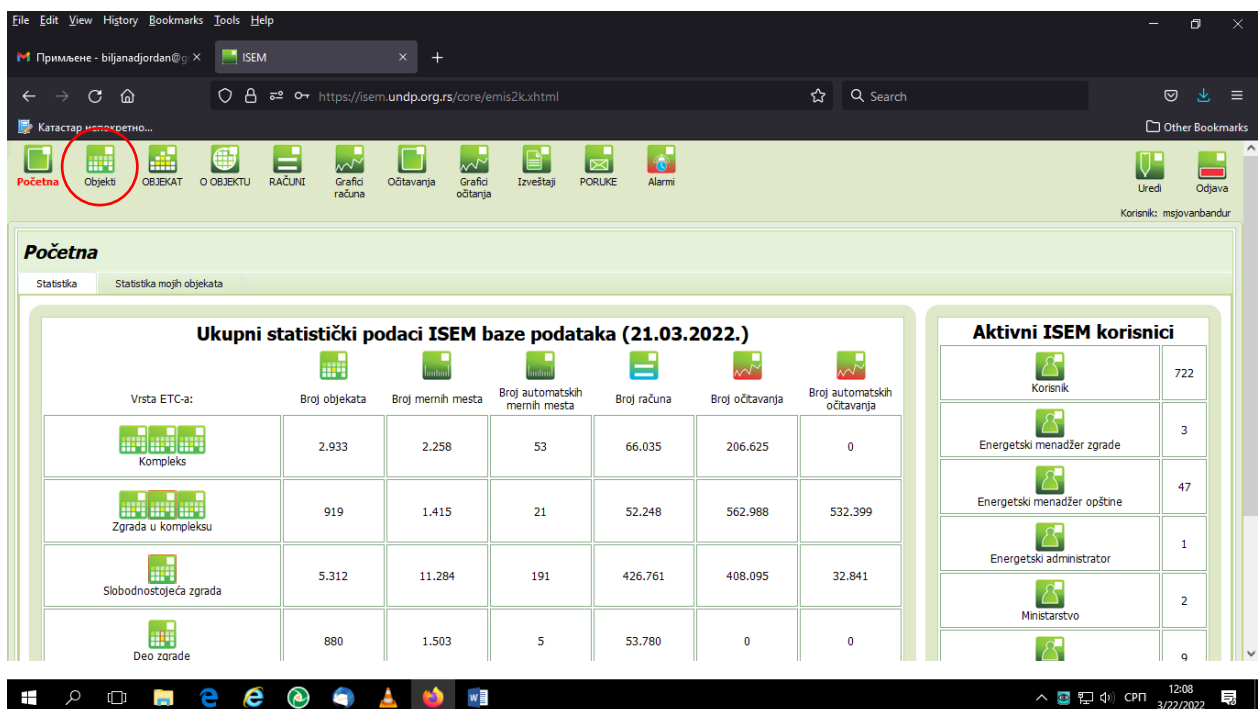 File Edit View History Bookmarks Tools Help
Примљене - biljanadjordan@g
ISEM
https://isem.undp.org.rs/core/emis2k.xhtml
Search
Катастар непокретно...
Other Bookmarks
Početna
Objekti
OBJEKAT
O OBJEKTU
RAČUNI
Grafici
računa
Očitavanja
Grafici
očitanja
Izveštaji
PORUKE
Alarmi
Uredi
Odjava
Korisnik: msjovanbandur
Početna
Statistika
Statistika mojih objekata
Ukupni statistički podaci ISEM baze podataka (21.03.2022.)
Vrsta ETC-a:
Broj objekata
Broj mernih mesta
Broj automatskih
mernih mesta
Broj računa
Broj očitavanja
Broj automatskih
očitavanja
Kompleks
2.933 2.258 53 66.035 206.625 0
Zgrada u kompleksu
919 1.415 21 52.248 562.988 532.399
Slobodnostojeća zgrada
5.312 11.284 191 426.761 408.095 32.841
Deo zgrade
880 1.503 5 53.780 0 0
Aktivni ISEM korisnici
Korisnik
722
Energetski menadžer zgrade
3
Energetski menadžer opštine
47
Energetski administrator
1
Ministarstvo
2
9
СРП
12:08
3/22/2022